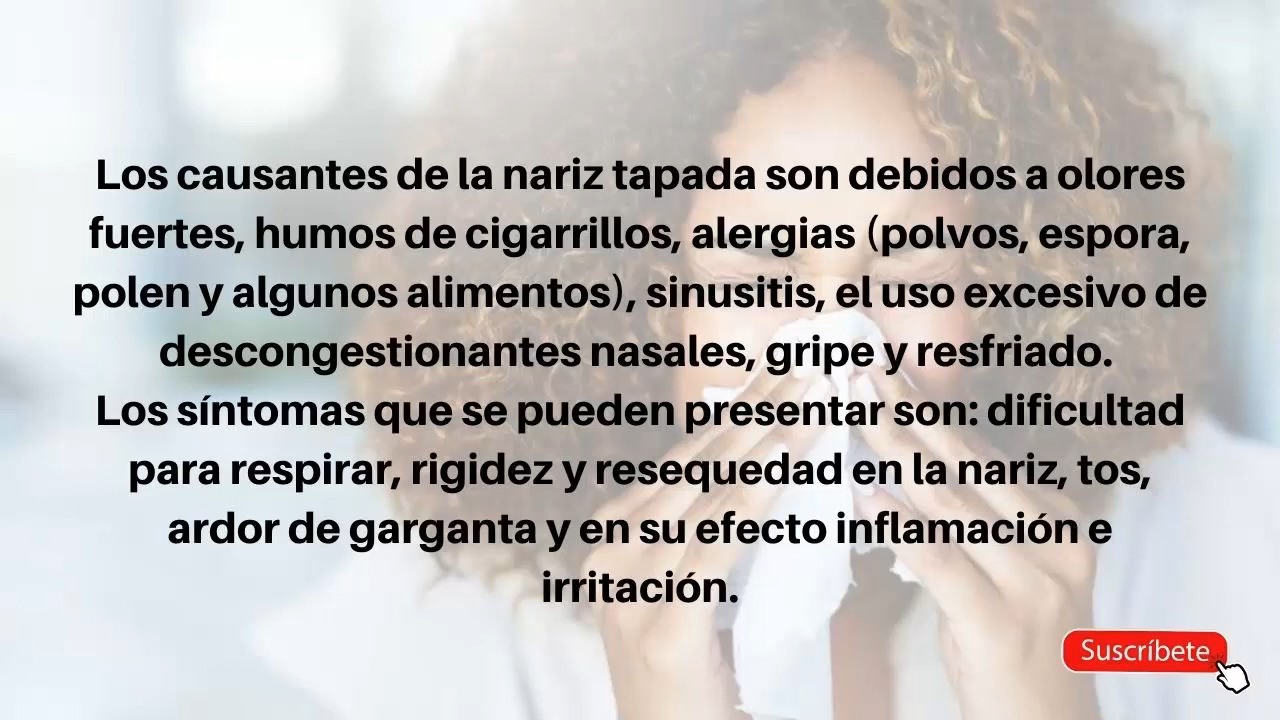 Los causantes de la nariz tapada son debidos a olores
fuertes, humos de cigarrillos, alergias (polvos, espora,
polen y algunos alimentos), sinusitis, el uso excesivo de
descongestionantes nasales, gripe y resfriado.
Los síntomas que se pueden presentar son: dificultad
para respirar, rigidez y resequedad en la nariz, tos,
ardor de garganta y en su efecto inflamación e
irritación.
Suscríbete